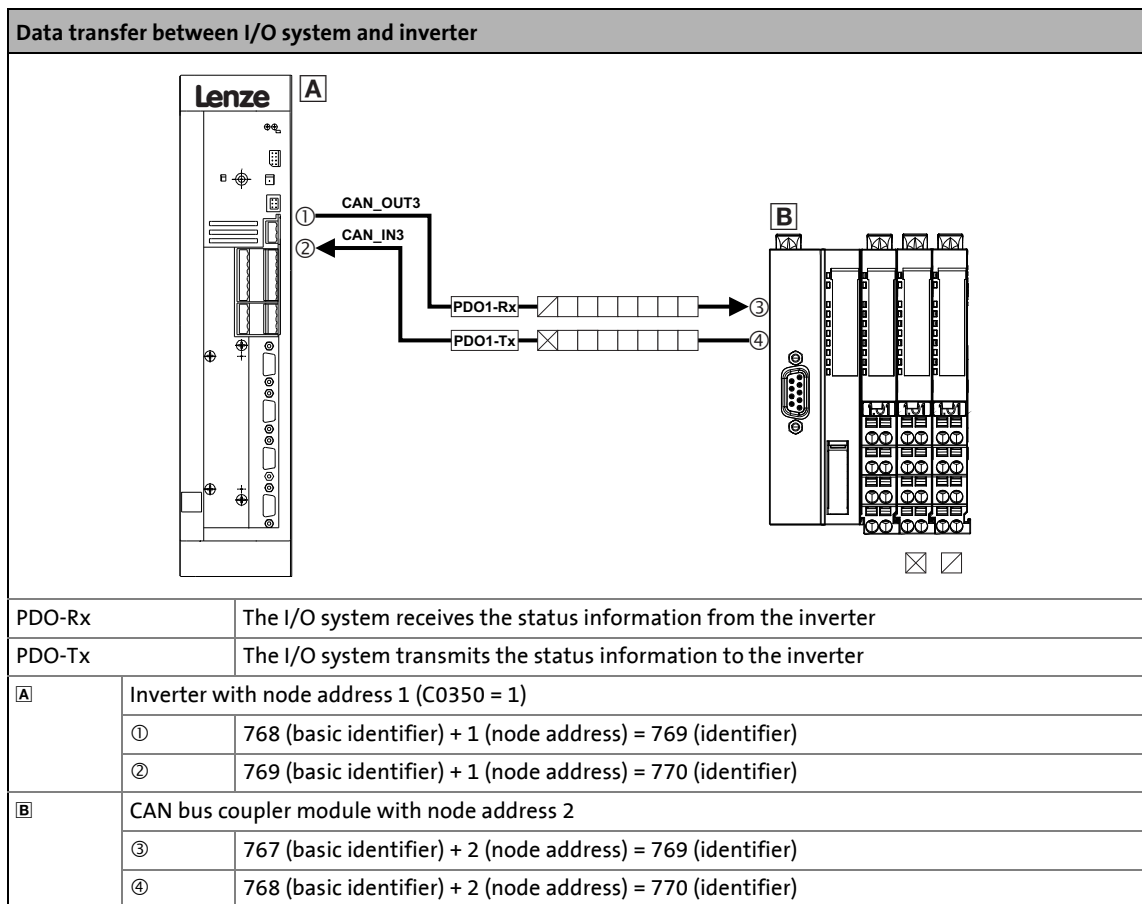 Data transfer between I/O system and inverter
Lenze
A
CAN_OUT3
①
CAN_IN3
②
B
PDO1-Rx
③
PDO1-Tx
④
PDO-Rx The I/O system receives the status information from the inverter
PDO-Tx The I/O system transmits the status information to the inverter
A Inverter with node address 1 (C0350 = 1)
① 768 (basic identifier) + 1 (node address) = 769 (identifier)
② 769 (basic identifier) + 1 (node address) = 770 (identifier)
B CAN bus coupler module with node address 2
③ 767 (basic identifier) + 2 (node address) = 769 (identifier)
④ 768 (basic identifier) + 2 (node address) = 770 (identifier)